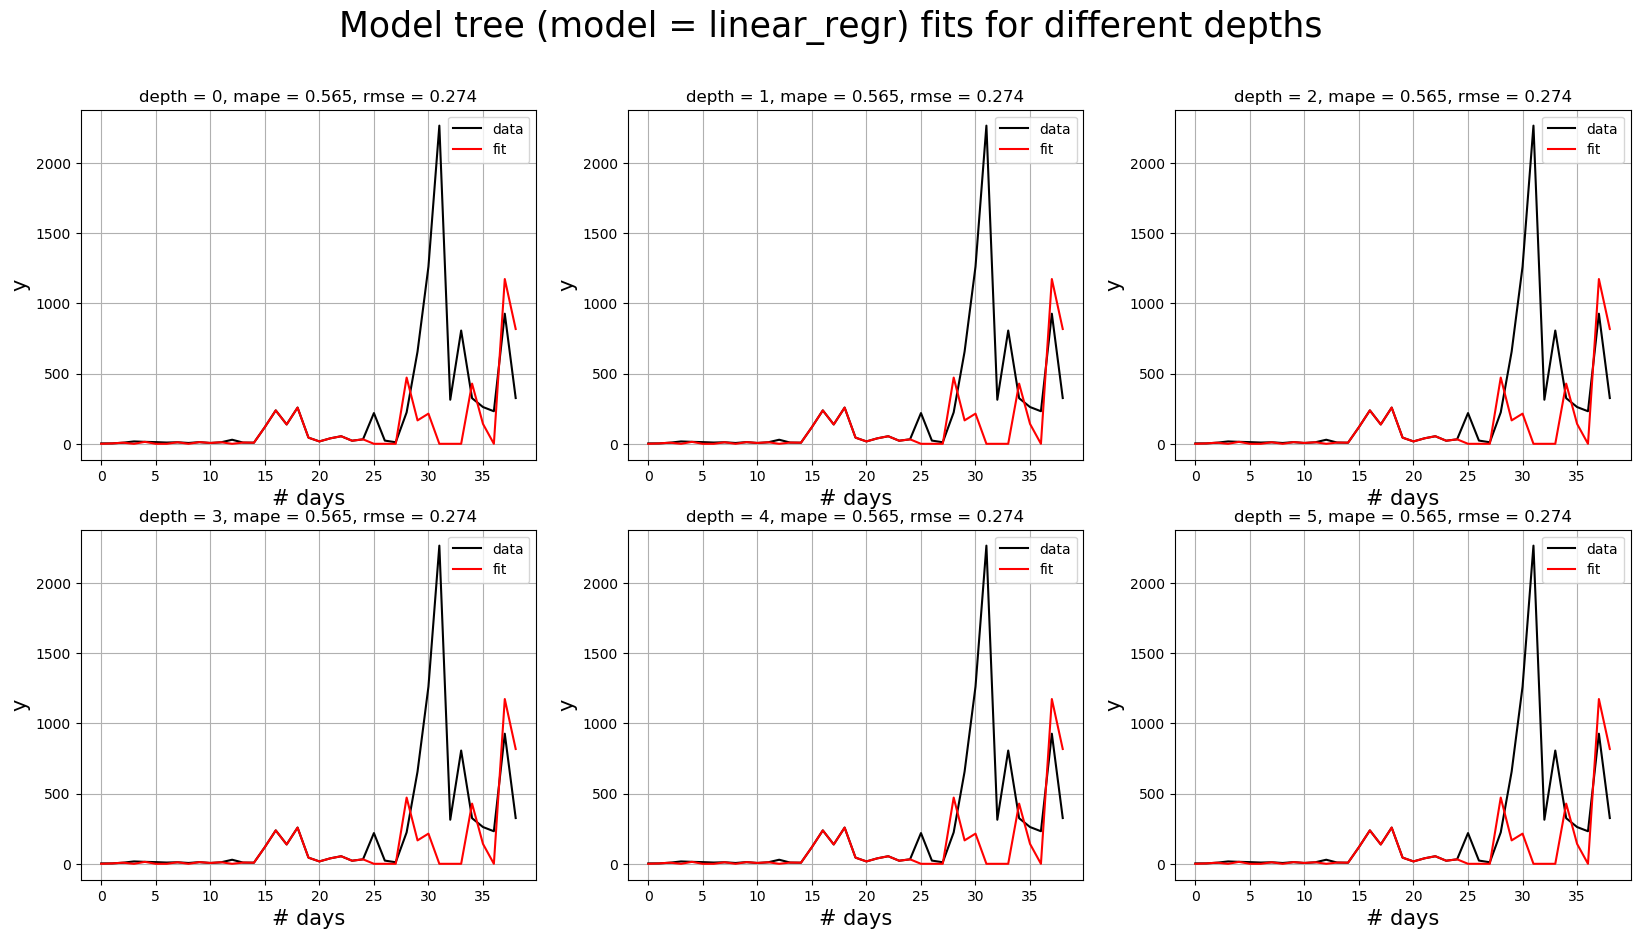 Model tree (model = linear_regr) fits for different depths
depth = 0, mape = 0.565, rmse = 0.274
data
fit
2000
1500
1000
500
0
y
0 5 10 15 20 25 30 35
# days
depth = 1, mape = 0.565, rmse = 0.274
data
fit
2000
1500
1000
500
0
y
0 5 10 15 20 25 30 35
# days
depth = 2, mape = 0.565, rmse = 0.274
data
fit
2000
1500
1000
500
0
y
0 5 10 15 20 25 30 35
# days
depth = 3, mape = 0.565, rmse = 0.274
data
fit
2000
1500
1000
500
0
y
0 5 10 15 20 25 30 35
# days
depth = 4, mape = 0.565, rmse = 0.274
data
fit
2000
1500
1000
500
0
y
0 5 10 15 20 25 30 35
# days
depth = 5, mape = 0.565, rmse = 0.274
data
fit
2000
1500
1000
500
0
y
0 5 10 15 20 25 30 35
# days